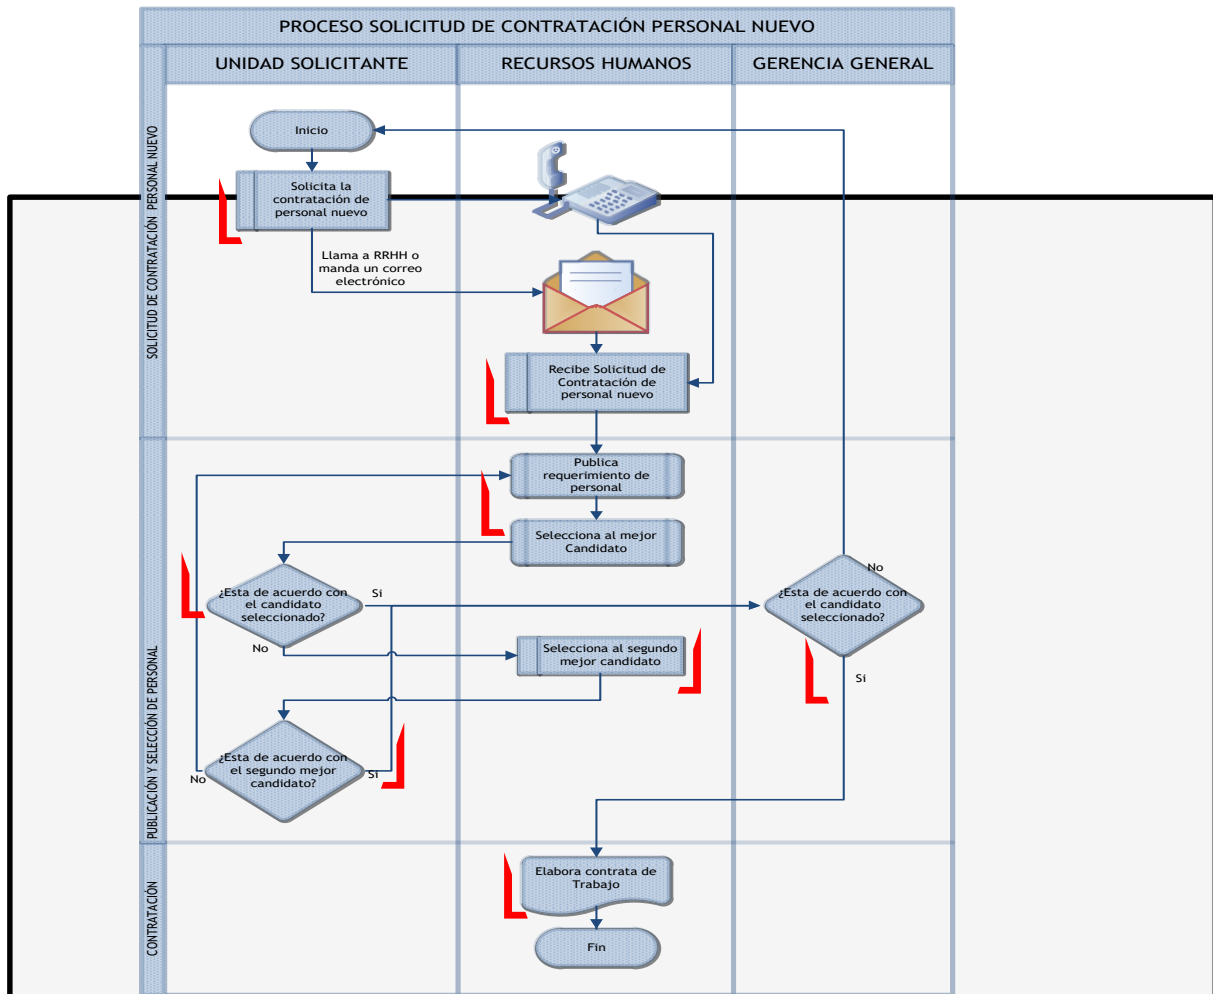 PROCESO SOLICITUD DE CONTRATACIÓN PERSONAL NUEVO
UNIDAD SOLICITANTE
RECURSOS HUMANOS
GERENCIA GENERAL
SOLICITUD DE CONTRATACIÓN PERSONAL NUEVO
Inicio
Solicita la
contratación de
personal nuevo
Llama a RRHH o
manda un correo
electrónico
Recibe Solicitud de
Contratación de
personal nuevo
PUBLICACIÓN Y SELECCIÓN DE PERSONAL
Publica
requerimiento de
personal
Selecciona al mejor
Candidato
¿Esta de acuerdo con
el candidato
seleccionado?
Si
No
¿Esta de acuerdo con
el candidato
seleccionado?
No
Si
Selecciona al segundo
mejor candidato
¿Esta de acuerdo con
el segundo mejor
candidato?
No
Si
CONTRATACIÓN
Elabora contrata de
Trabajo
Fin